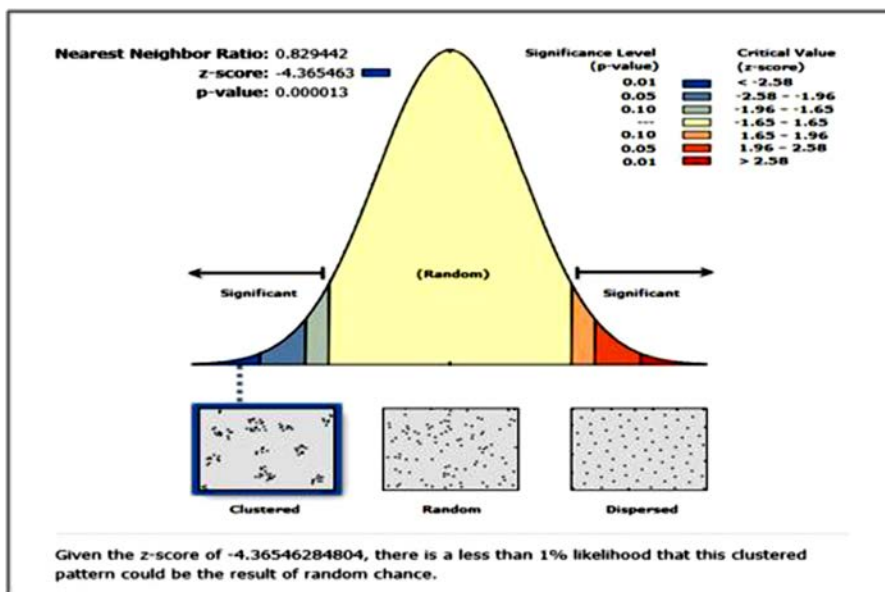 Nearest Neighbor Ratio: 0.829442
z-score: -4.365463
p-value: 0.000013
Significance Level (p-value)
Critical Value (z-score)
0.01 < -2.58
0.05 -2.58 - -1.96
0.10 -1.96 - -1.65
--- -1.65 - 1.65
0.10 1.65 - 1.96
0.05 1.96 - 2.58
0.01 > 2.58
Significant
(Random)
Significant
Clustered
Random
Dispersed
Given the z-score of -4.36546284804, there is a less than 1% likelihood that this clustered
pattern could be the result of random chance.